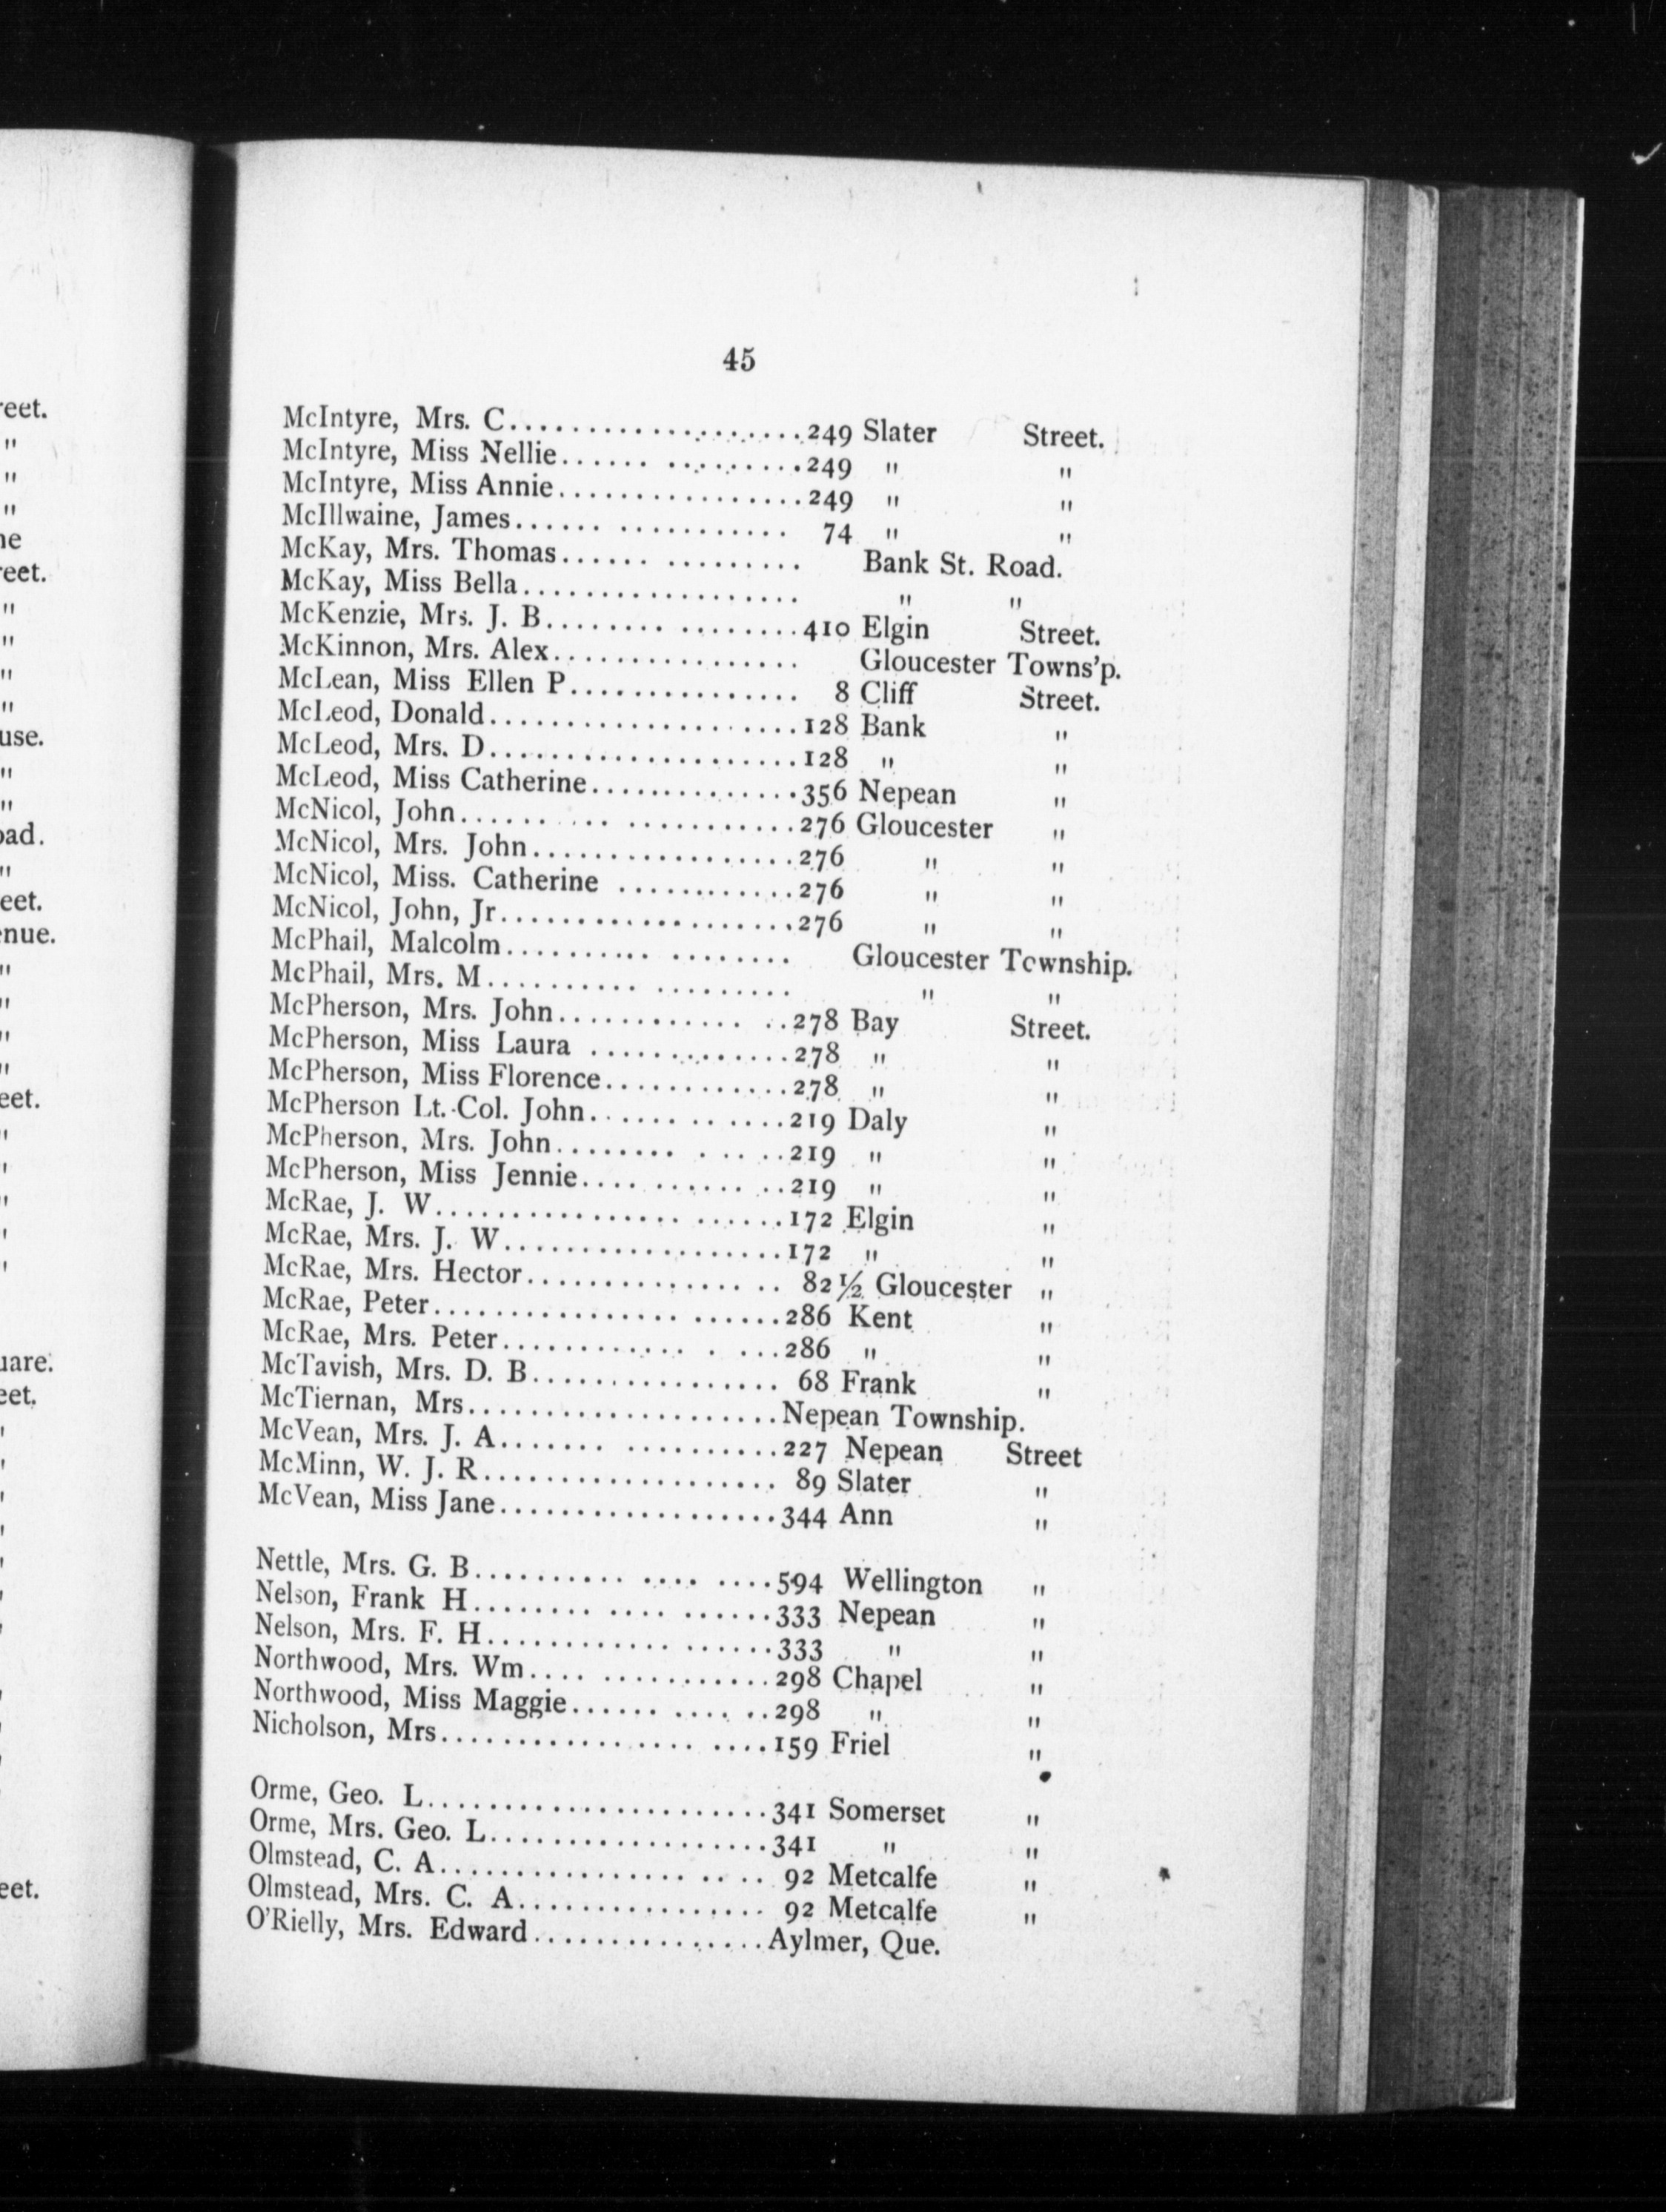 45
McIntyre, Mrs. C....................249 Slater Street.
McIntyre, Miss Nellie...............249 " "
McIntyre, Miss Annie................249 " "
McIllwaine, James.................. 74 " "
McKay, Mrs. Thomas............... Bank St. Road.
McKay, Miss Bella.................. " "
McKenzie, Mrs. J. B................410 Elgin Street.
McKinnon, Mrs. Alex................ Gloucester Towns'p.
McLean, Miss Ellen P............... 8 Cliff Street.
McLeod, Donald....................128 Bank "
McLeod, Mrs. D....................128 " "
McLeod, Miss Catherine.............356 Nepean "
McNicol, John.....................276 Gloucester "
McNicol, Mrs. John.................276 " "
McNicol, Miss. Catherine ............276 " "
McNicol, John, Jr...................276 " "
McPhail, Malcolm.................. Gloucester Township.
McPhail, Mrs. M................... " "
McPherson, Mrs. John..............278 Bay Street.
McPherson, Miss Laura .............278 " "
McPherson, Miss Florence............278 " "
McPherson Lt.-Col. John............219 Daly "
McPherson, Mrs. John.............219 " "
McPherson, Miss Jennie.............219 " "
McRae, J. W......................172 Elgin "
McRae, Mrs. J. W..................172 " "
McRae, Mrs. Hector................ 82½ Gloucester "
McRae, Peter.....................286 Kent "
McRae, Mrs. Peter.................286 " "
McTavish, Mrs. D. B................ 68 Frank "
McTiernan, Mrs....................Nepean Township.
McVean, Mrs. J. A.................227 Nepean Street
McMinn, W. J. R................... 89 Slater "
McVean, Miss Jane..................344 Ann "
Nettle, Mrs. G. B..................594 Wellington "
Nelson, Frank H..................333 Nepean "
Nelson, Mrs. F. H..................333 " "
Northwood, Mrs. Wm...............298 Chapel "
Northwood, Miss Maggie............298 " "
Nicholson, Mrs....................159 Friel "
Orme, Geo. L......................341 Somerset "
Orme, Mrs. Geo. L..................341 " "
Olmstead, C. A.................... 92 Metcalfe "
Olmstead, Mrs. C. A................ 92 Metcalfe "
O'Rielly, Mrs. Edward...............Aylmer, Que.